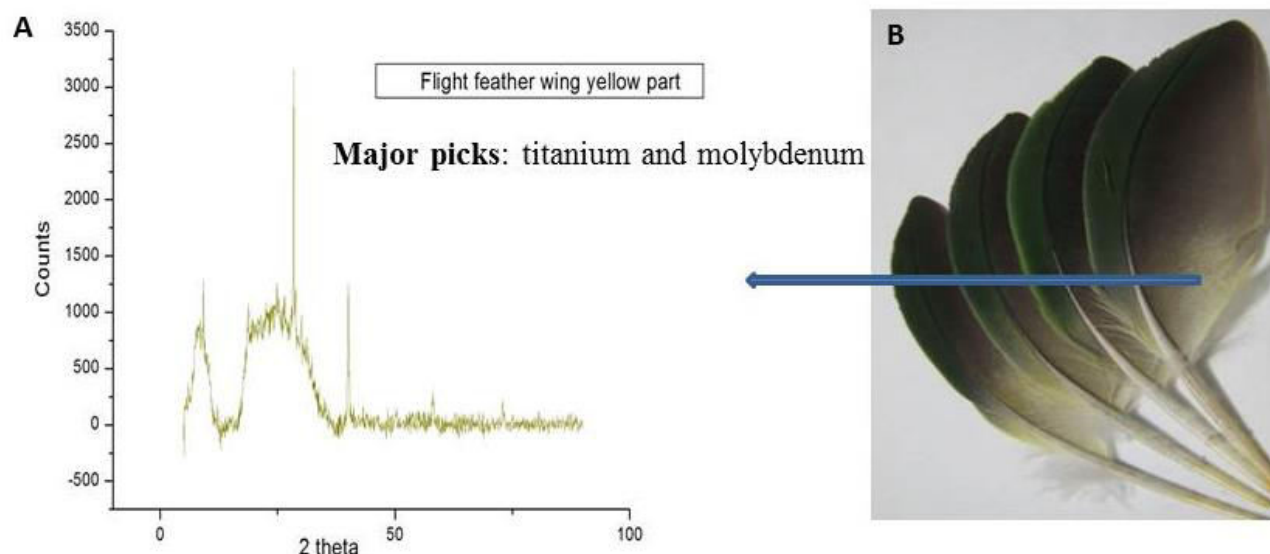 A
3500
3000
2500
2000
1500
1000
500
0
-500
Counts
0 50 100
2 theta
Flight feather wing yellow part
Major picks: titanium and molybdenum
B